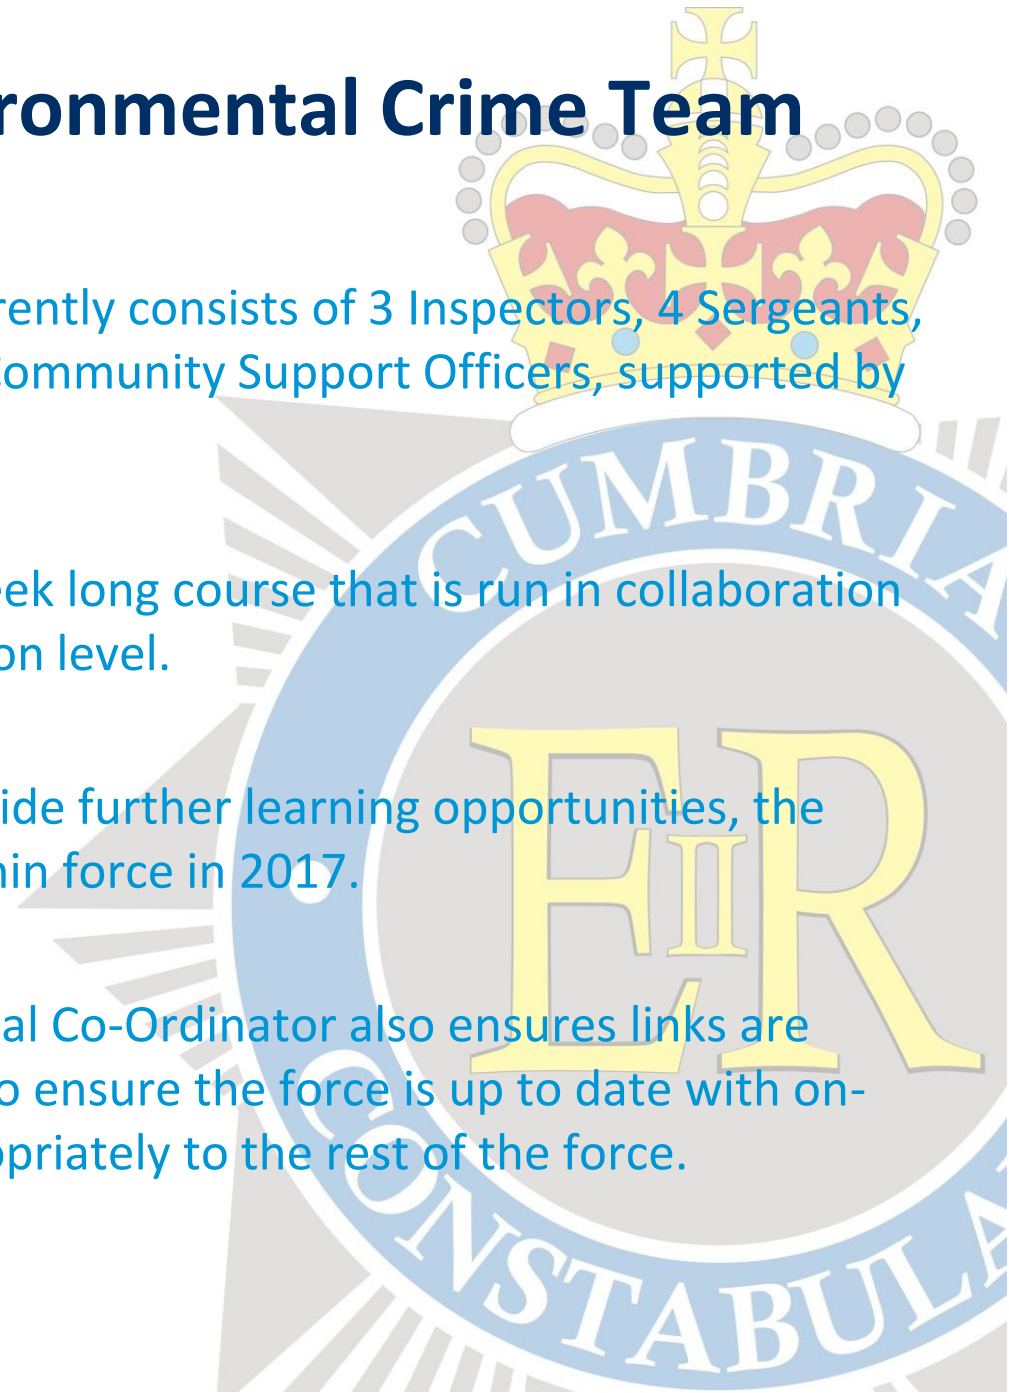 ronmental Crime Team
rently consists of 3 Inspectors, 4 Sergeants,
Community Support Officers, supported by
eek long course that is run in collaboration
on level.
ide further learning opportunities, the
hin force in 2017.
al Co-Ordinator also ensures links are
o ensure the force is up to date with on-
opriately to the rest of the force.
CUMBRIA
EIIR
CONSTABULA